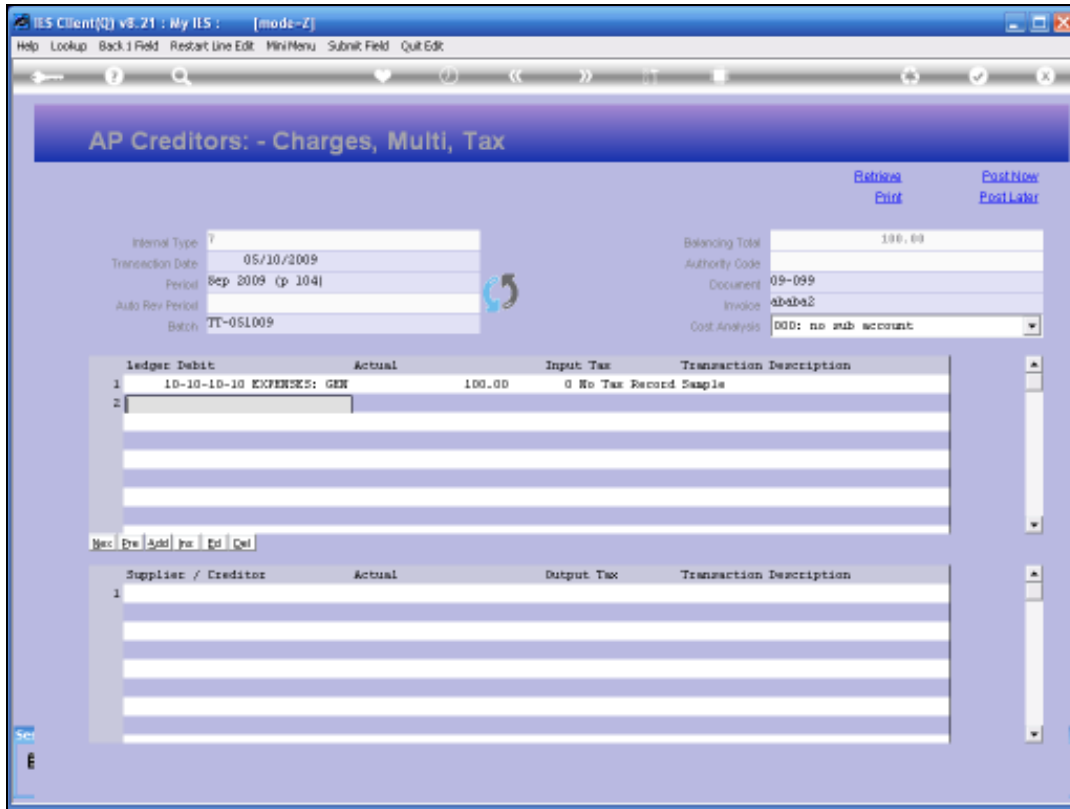 IES Client(Q) v8.21 : My IES : [mode-Z]
Help Lookup Back 1 Field Restart Line Edit MiniMenu Submit Field Quit Edit
AP Creditors: - Charges, Multi, Tax
Retrieve Post Now
Print Post Later
Internal Type 7 Balancing Total 100.00
Transaction Date 05/10/2009 Authority Code
Period Sep 2009 (p 104) Document 09-099
Auto Rev Period Invoice ababa2
Batch TT-051009 Cost Analysis 000: no sub account
ledger Debit Actual Input Tax Transaction Description
1 10-10-10-10 EXPENSES: GEN 100.00 0 No Tax Record Sample
2
Nxt Pre Add Ins Ed Del
Supplier / Creditor Actual Output Tax Transaction Description
1
Ser